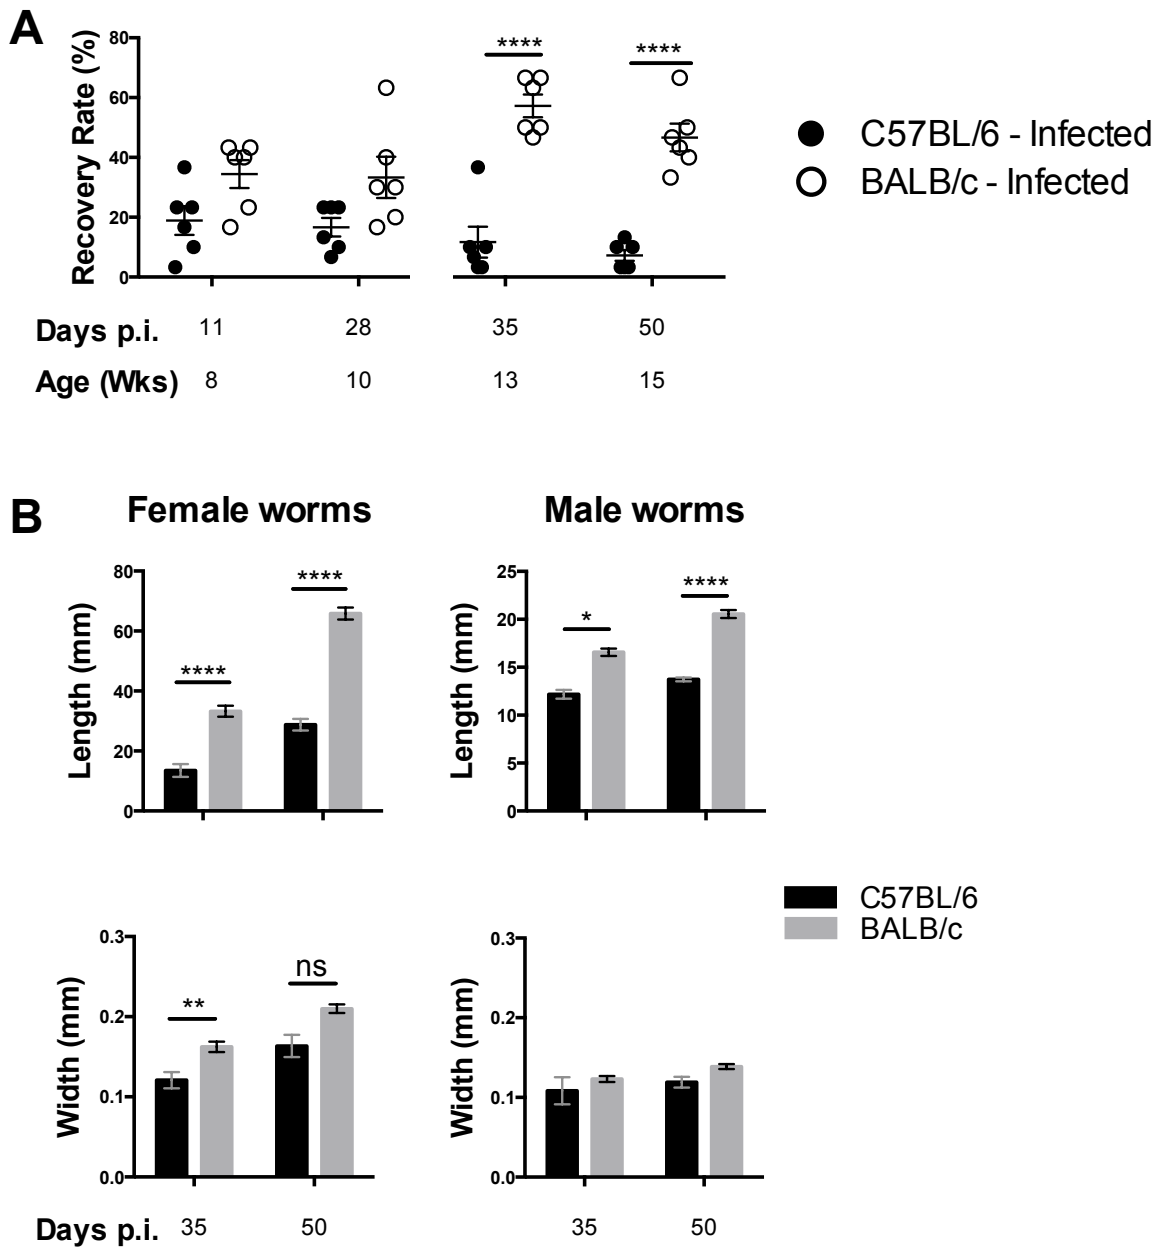 A
Recovery Rate (%)
80
60
40
20
0
****
****
C57BL/6 - Infected
BALB/c - Infected
Days p.i. 11 28 35 50
Age (Wks) 8 10 13 15
B
Female worms
Male worms
Length (mm)
80
60
40
20
0
****
****
Length (mm)
25
20
15
10
5
0
*
****
C57BL/6
BALB/c
Width (mm)
0.3
0.2
0.1
0.0
**
ns
Width (mm)
0.3
0.2
0.1
0.0
Days p.i. 35 50 35 50